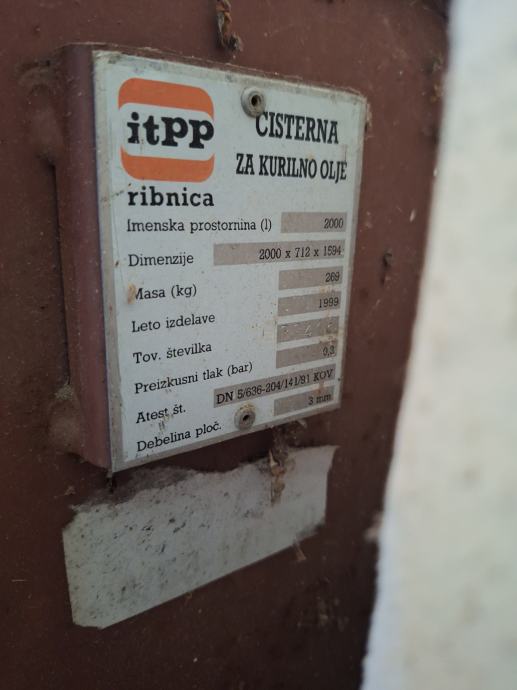 itpp
ribnica
ČISTERNA
ZA KURILNO OLJE
Imenska prostornina (l) 2000
Dimenzije 2000 x 712 x 1594
Masa (kg) 269
Leto izdelave 1999
Tov. številka
Preizkusni tlak (bar) 0,3
Atest št. DN 5/636-204/141/91 KOV
Debelina ploč. 3 mm